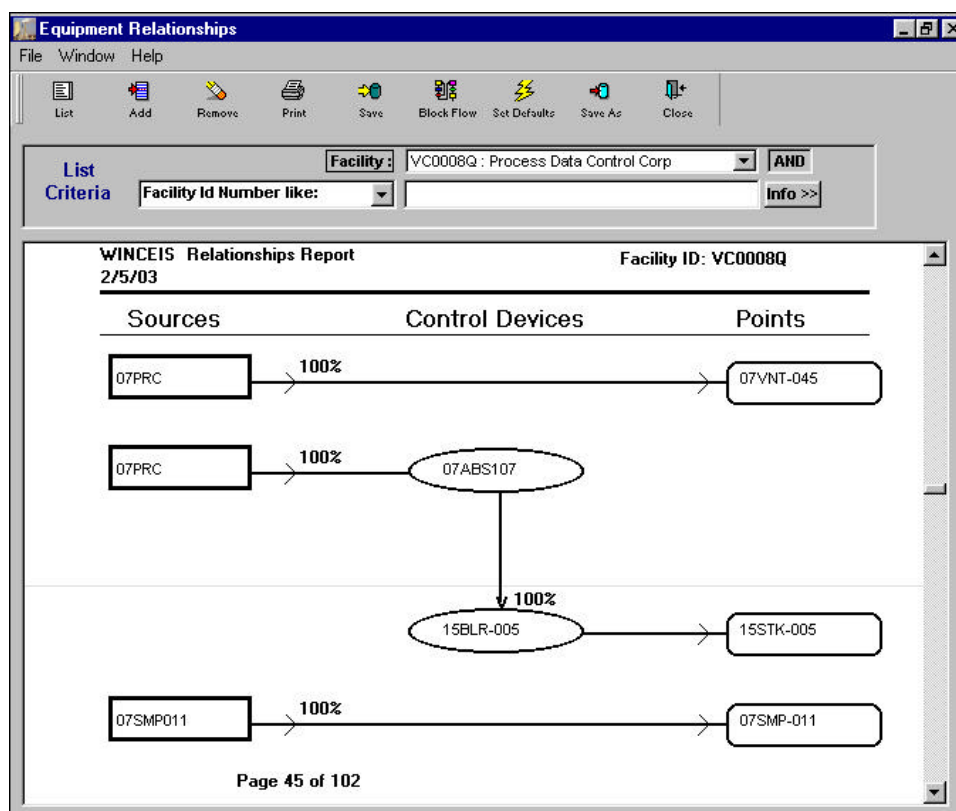 Equipment Relationships
File Window Help
List Add Remove Print Save Block Flow Set Defaults Save As Close
List Criteria
Facility : VC0008Q : Process Data Control Corp AND
Facility Id Number like: Info >>
WINCEIS Relationships Report Facility ID: VC0008Q
2/5/03
Sources Control Devices Points
07PRC 100% 07VNT-045
07PRC 100% 07ABS107
100%
15BLR-005 15STK-005
07SMP011 100% 07SMP-011
Page 45 of 102